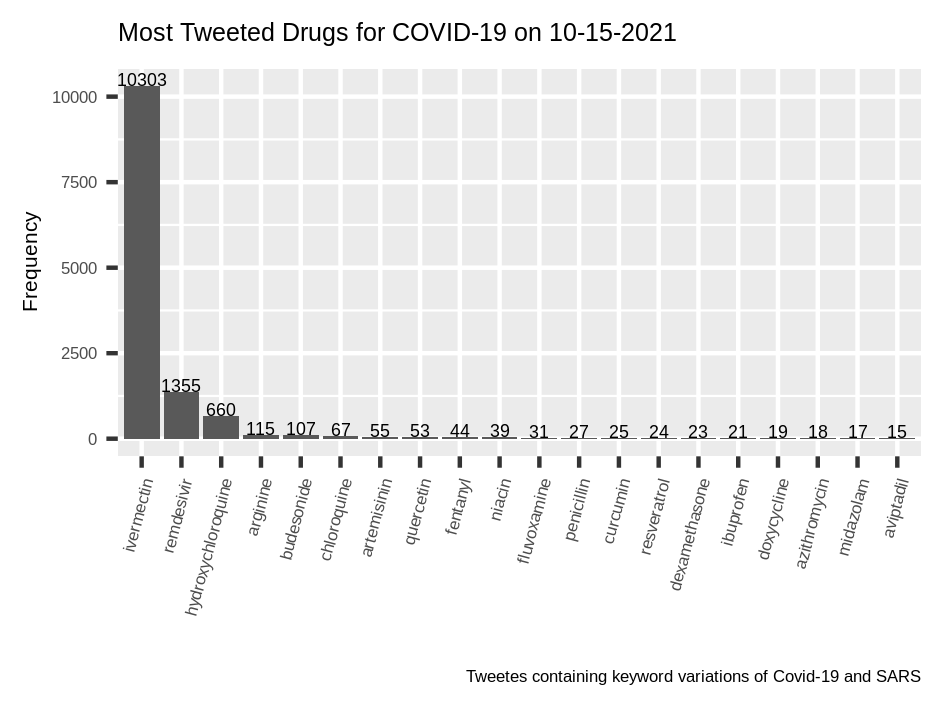 Most Tweeted Drugs for COVID-19 on 10-15-2021
Frequency
10000
7500
5000
2500
0
10303
1355
660
115
107
67
55
53
44
39
31
27
25
24
23
21
19
18
17
15
ivermectin
remdesivir
hydroxychloroquine
arginine
budesonide
chloroquine
artemisinin
quercetin
fentanyl
niacin
fluvoxamine
penicillin
curcumin
resveratrol
dexamethasone
ibuprofen
doxycycline
azithromycin
midazolam
aviptadil
Tweetes containing keyword variations of Covid-19 and SARS